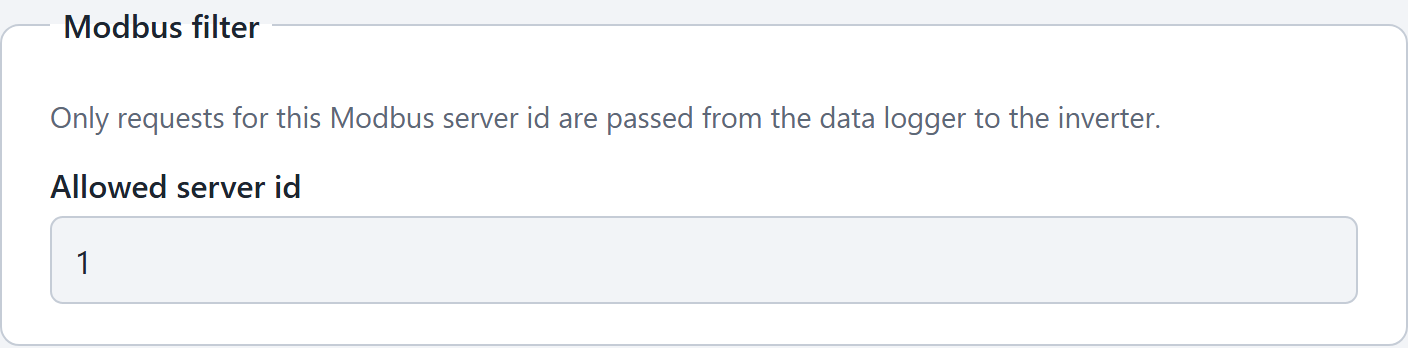 Modbus filter
Only requests for this Modbus server id are passed from the data logger to the inverter.
Allowed server id
1